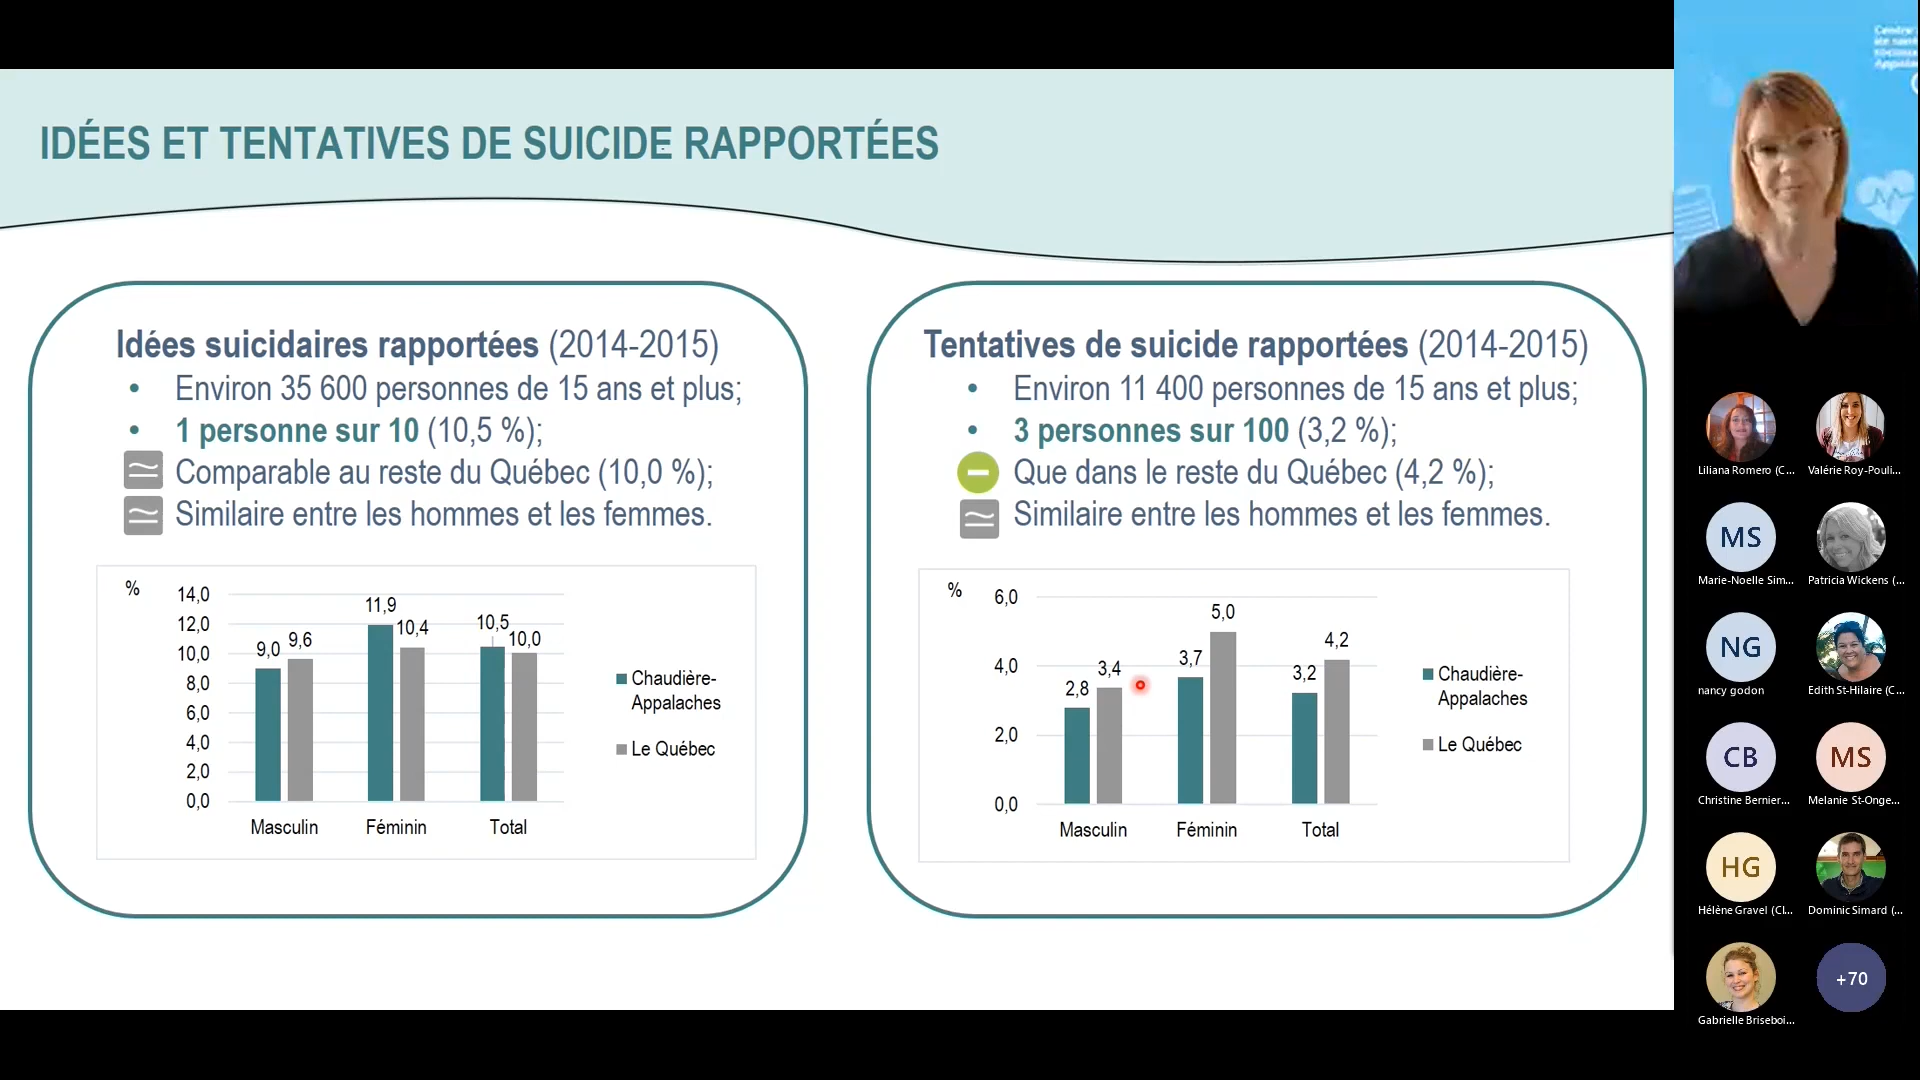 IDÉES ET TENTATIVES DE SUICIDE RAPPORTÉES
Idées suicidaires rapportées (2014-2015)
• Environ 35 600 personnes de 15 ans et plus;
• 1 personne sur 10 (10,5 %);
Comparable au reste du Québec (10,0 %);
Similaire entre les hommes et les femmes.
%
14,0
12,0
10,0
8,0
6,0
4,0
2,0
0,0
9,0
9,6
11,9
10,4
10,5
10,0
Masculin
Féminin
Total
Chaudière-
Appalaches
Le Québec
Tentatives de suicide rapportées (2014-2015)
• Environ 11 400 personnes de 15 ans et plus;
• 3 personnes sur 100 (3,2 %);
Que dans le reste du Québec (4,2 %);
Similaire entre les hommes et les femmes.
%
6,0
4,0
2,0
0,0
2,8
3,4
3,7
5,0
3,2
4,2
Masculin
Féminin
Total
Chaudière-
Appalaches
Le Québec
Liliana Romero (C...
Valérie Roy-Pouli...
MS
Marie-Noelle Sim...
Patricia Wickens (...
NG
nancy godon
Edith St-Hilaire (C...
CB
Christine Bernier...
MS
Melanie St-Onge...
HG
Hélène Gravel (CI...
Dominic Simard (...
Gabrielle Briseboi...
+70